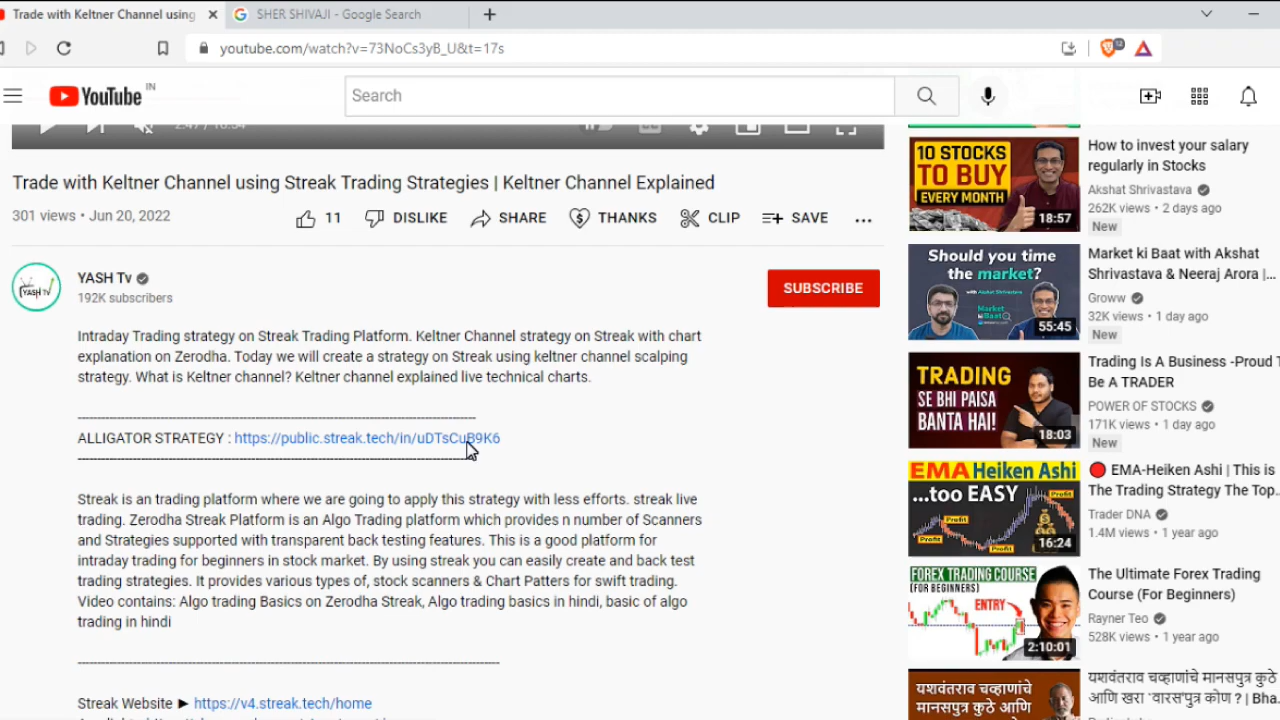 Trade with Keltner Channel using
SHER SHIVAJI - Google Search
youtube.com/watch?v=73NoCs3yB_U&t=17s
12
YouTube IN
Search
Trade with Keltner Channel using Streak Trading Strategies | Keltner Channel Explained
301 views • Jun 20, 2022
11 DISLIKE SHARE THANKS CLIP SAVE ...
YASH Tv
192K subscribers
SUBSCRIBE
Intraday Trading strategy on Streak Trading Platform. Keltner Channel strategy on Streak with chart
explanation on Zerodha. Today we will create a strategy on Streak using keltner channel scalping
strategy. What is Keltner channel? Keltner channel explained live technical charts.
ALLIGATOR STRATEGY : https://public.streak.tech/in/uDTsCuB9K6
Streak is an trading platform where we are going to apply this strategy with less efforts. streak live
trading. Zerodha Streak Platform is an Algo Trading platform which provides n number of Scanners
and Strategies supported with transparent back testing features. This is a good platform for
intraday trading for beginners in stock market. By using streak you can easily create and back test
trading strategies. It provides various types of, stock scanners & Chart Patters for swift trading.
Video contains: Algo trading Basics on Zerodha Streak, Algo trading basics in hindi, basic of algo
trading in hindi
Streak Website ► https://v4.streak.tech/home
10 STOCKS
TO BUY
EVERY MONTH
18:57
How to invest your salary
regularly in Stocks
Akshat Shrivastava
262K views • 2 days ago
New
Should you time
the market?
with Akshat Shrivastava
Market
ki Baat
55:45
Market ki Baat with Akshat
Shrivastava & Neeraj Arora |...
Groww
32K views • 1 day ago
New
TRADING
SE BHI PAISA
BANTA HAI!
18:03
Trading Is A Business -Proud T
Be A TRADER
POWER OF STOCKS
171K views • 1 day ago
New
EMA Heiken Ashi
...too EASY
Profit
Profit
Profit
Profit
16:24
EMA-Heiken Ashi | This is
The Trading Strategy The Top...
Trader DNA
1.4M views • 1 year ago
FOREX TRADING COURSE
(FOR BEGINNERS)
ENTRY
2:10:01
The Ultimate Forex Trading
Course (For Beginners)
Rayner Teo
528K views • 1 year ago
यशवंतराव चव्हाणांचे
मानसपुत्र कुठे आणि
यशवंतराव चव्हाणांचे मानसपुत्र कुठे
आणि खरा 'वारस'पुत्र कोण ? | Bha.